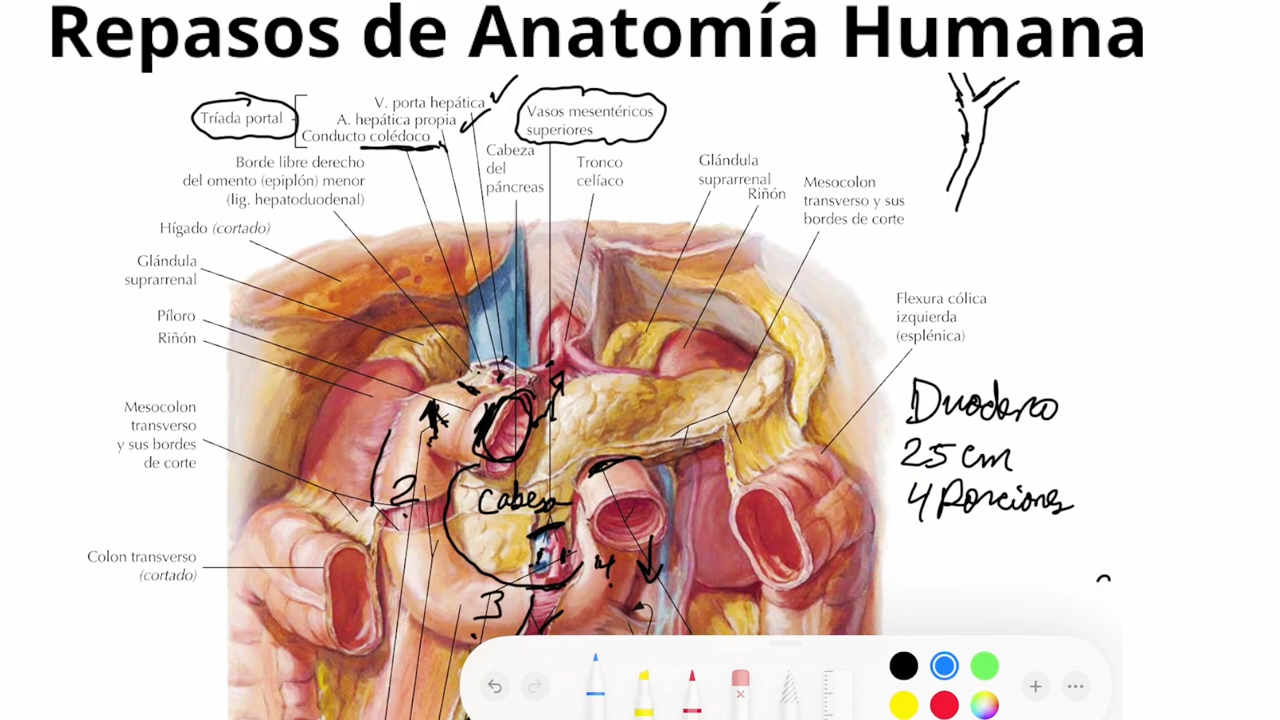 Repasos de Anatomía Humana
Tríada portal
V. porta hepática
A. hepática propia
Conducto colédoco
Vasos mesentéricos
superiores
Borde libre derecho
del omento (epiplón) menor
(lig. hepatoduodenal)
Cabeza
del
páncreas
Tronco
celíaco
Glándula
suprarrenal
Riñón
Mesocolon
transverso y sus
bordes de corte
Hígado (cortado)
Glándula
suprarrenal
Píloro
Riñón
Flexura cólica
izquierda
(esplénica)
Mesocolon
transverso
y sus bordes
de corte
Duodeno
25 cm
4 Porciones
2
Cabeza
Colon transverso
(cortado)
4
3